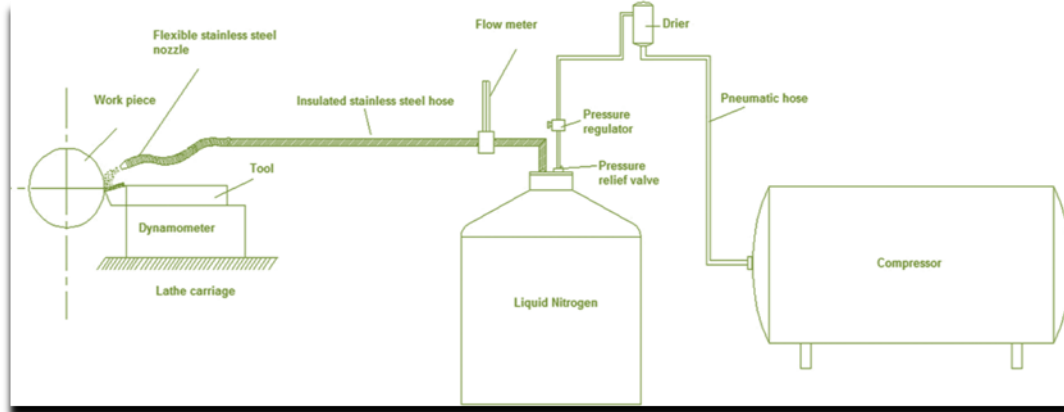 Flexible stainless steel
nozzle
Work piece
Insulated stainless steel hose
Flow meter
Drier
Pneumatic hose
Pressure
regulator
Pressure
relief valve
Tool
Dynamometer
Lathe carriage
Liquid Nitrogen
Compressor